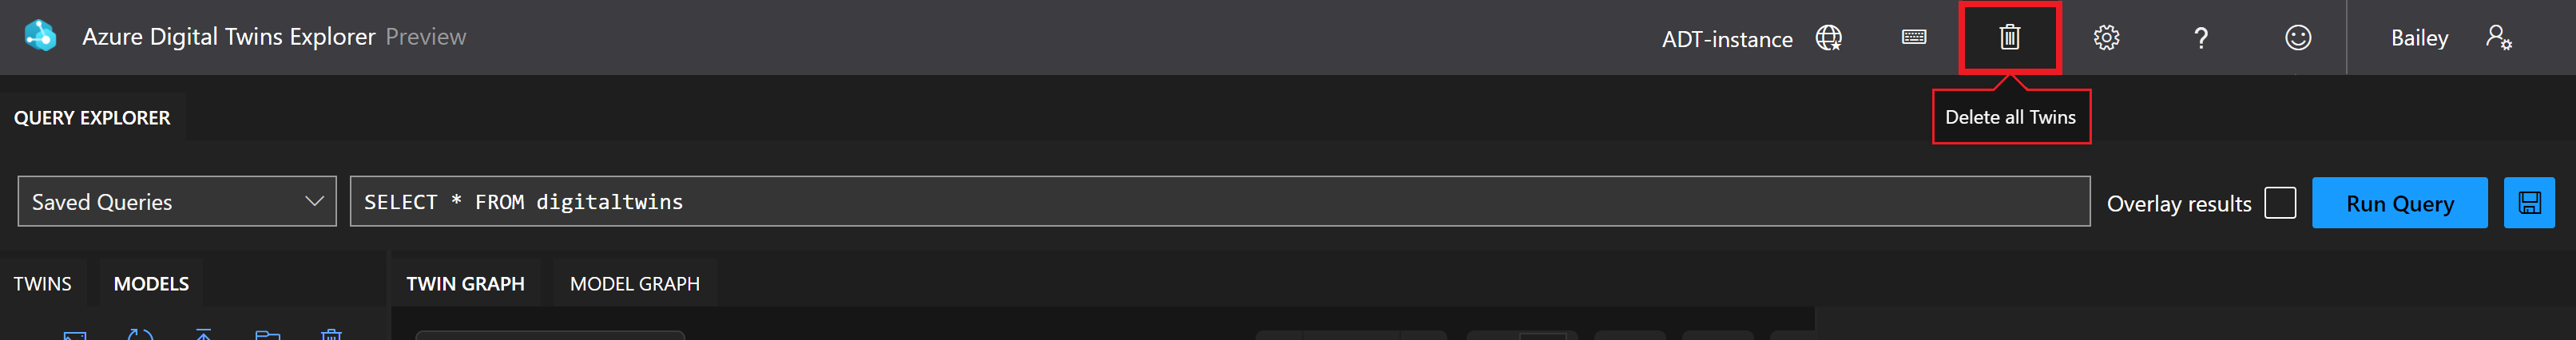 Azure Digital Twins Explorer Preview
ADT-instance
?
Bailey
Delete all Twins
QUERY EXPLORER
Saved Queries
SELECT * FROM digitaltwins
Overlay results
Run Query
TWINS
MODELS
TWIN GRAPH
MODEL GRAPH